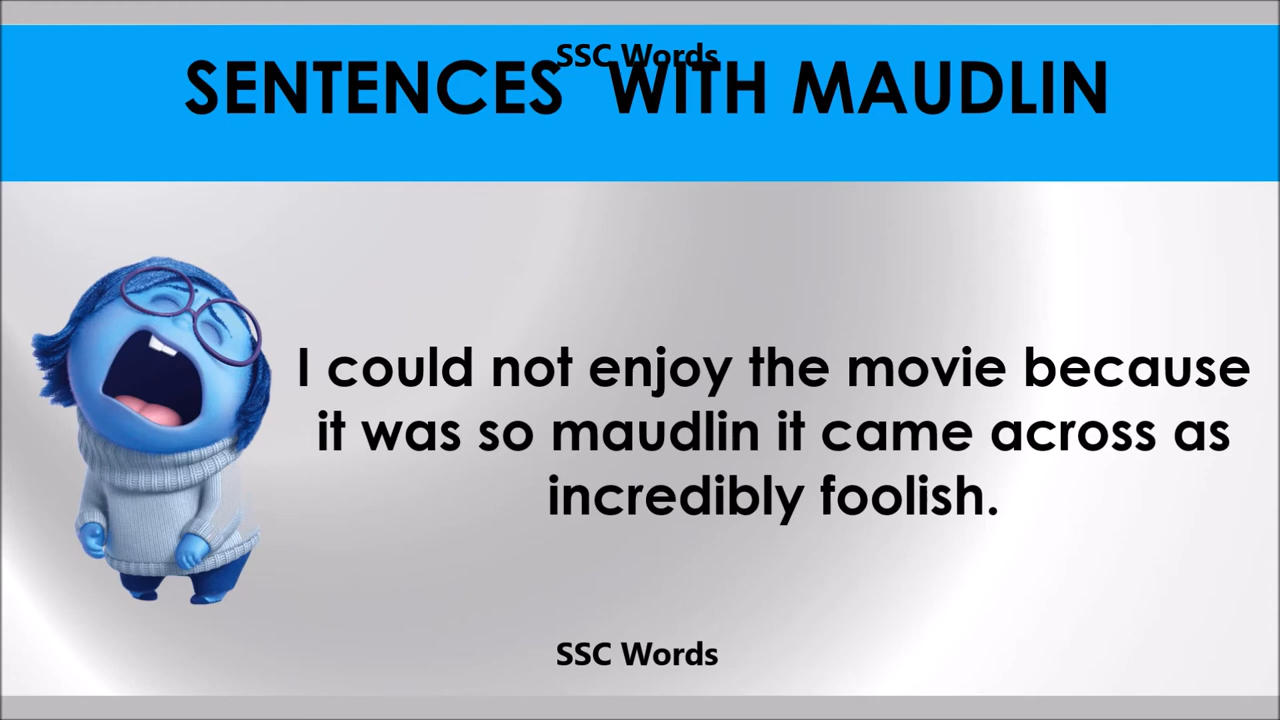 SSC Words
SENTENCES WITH MAUDLIN
I could not enjoy the movie because
it was so maudlin it came across as
incredibly foolish.
SSC Words